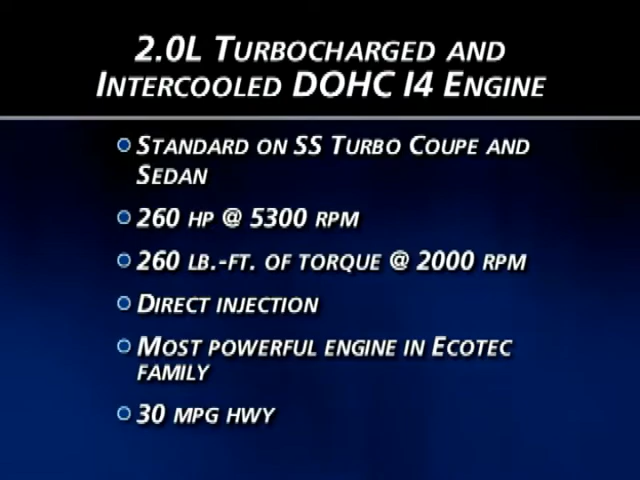 2.0L Turbocharged and
Intercooled DOHC I4 Engine
Standard on SS Turbo Coupe and
Sedan
260 hp @ 5300 rpm
260 lb.-ft. of torque @ 2000 rpm
Direct injection
Most powerful engine in Ecotec
family
30 mpg hwy